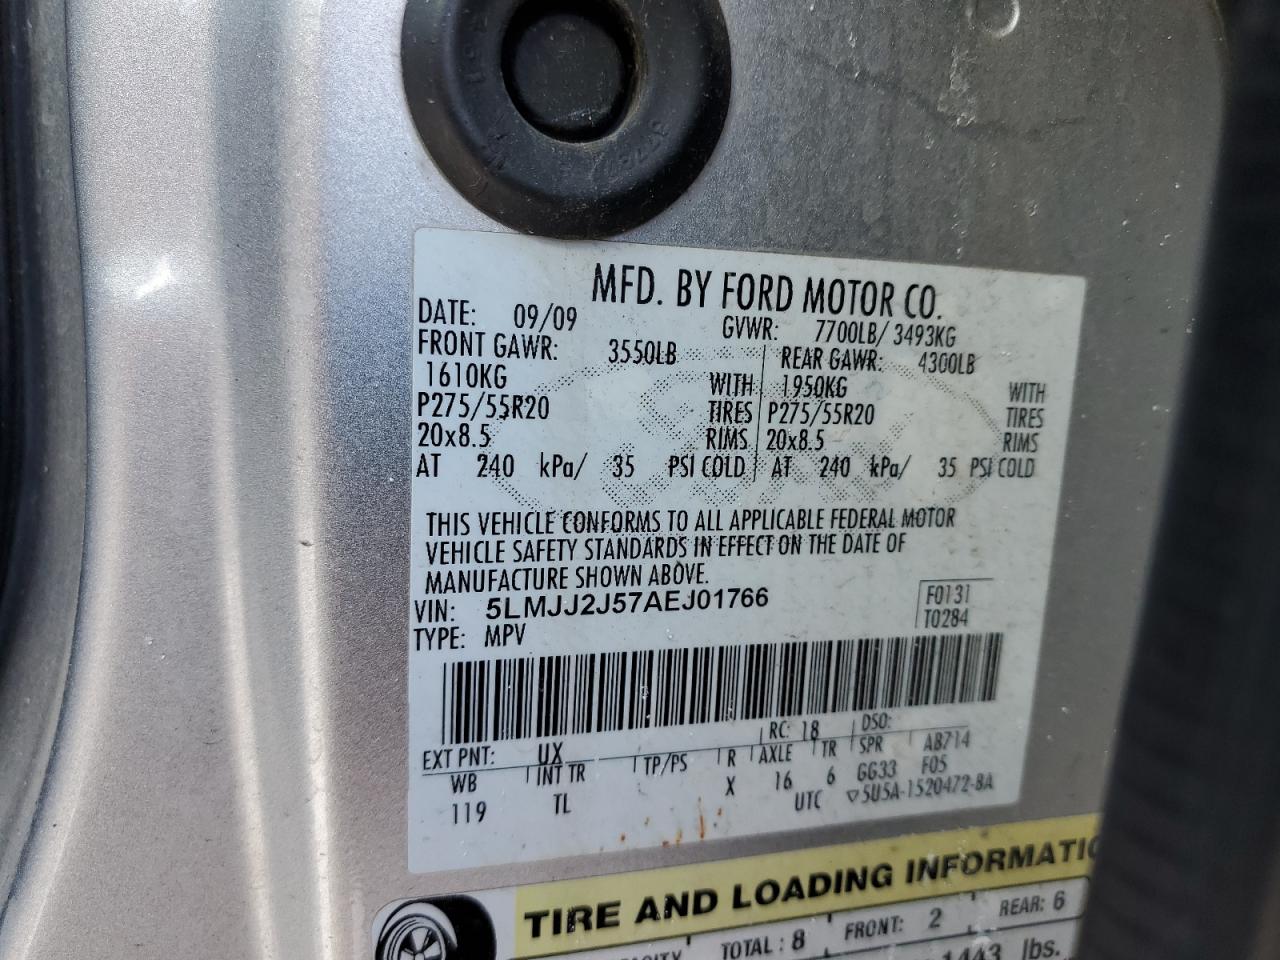 MFD. BY FORD MOTOR CO.
DATE: 09/09 GVWR: 7700LB/ 3493KG
FRONT GAWR: 3550LB REAR GAWR: 4300LB
1610KG WITH 1950KG WITH
P275/55R20 TIRES P275/55R20 TIRES
20x8.5 RIMS 20x8.5 RIMS
AT 240 kPa/ 35 PSI COLD AT 240 kPa/ 35 PSI COLD
THIS VEHICLE CONFORMS TO ALL APPLICABLE FEDERAL MOTOR
VEHICLE SAFETY STANDARDS IN EFFECT ON THE DATE OF
MANUFACTURE SHOWN ABOVE.
VIN: 5LMJJ2J57AEJ01766 F0131
TYPE: MPV T0284
EXT PNT: UX RC: 18 DSO:
WB INT TR TP/PS R AXLE TR SPR AB714
119 TL X 16 6 GG33 F05
UTC ▽5U5A-1520472-BA
TIRE AND LOADING INFORMATIO
TOTAL: 8 FRONT: 2 REAR: 6
1443 lbs.